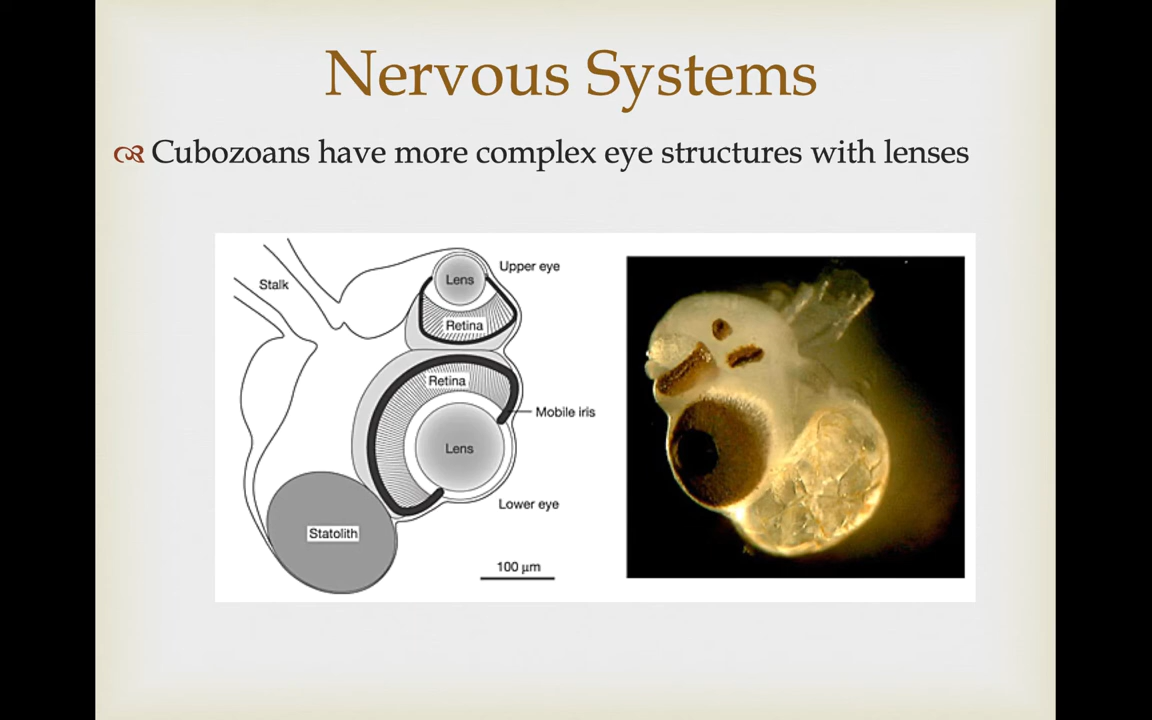 Nervous Systems
Cubozoans have more complex eye structures with lenses
Stalk
Lens
Upper eye
Retina
Retina
Mobile iris
Lens
Lower eye
Statolith
100 μm